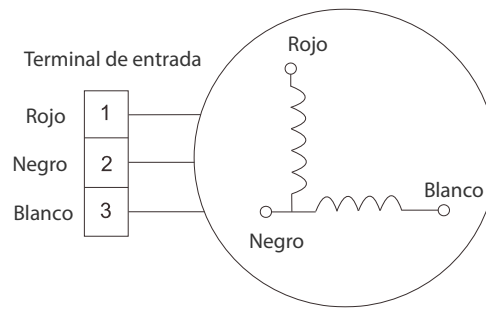 Terminal de entrada
Rojo 1
Negro 2
Blanco 3
Rojo
Blanco
Negro